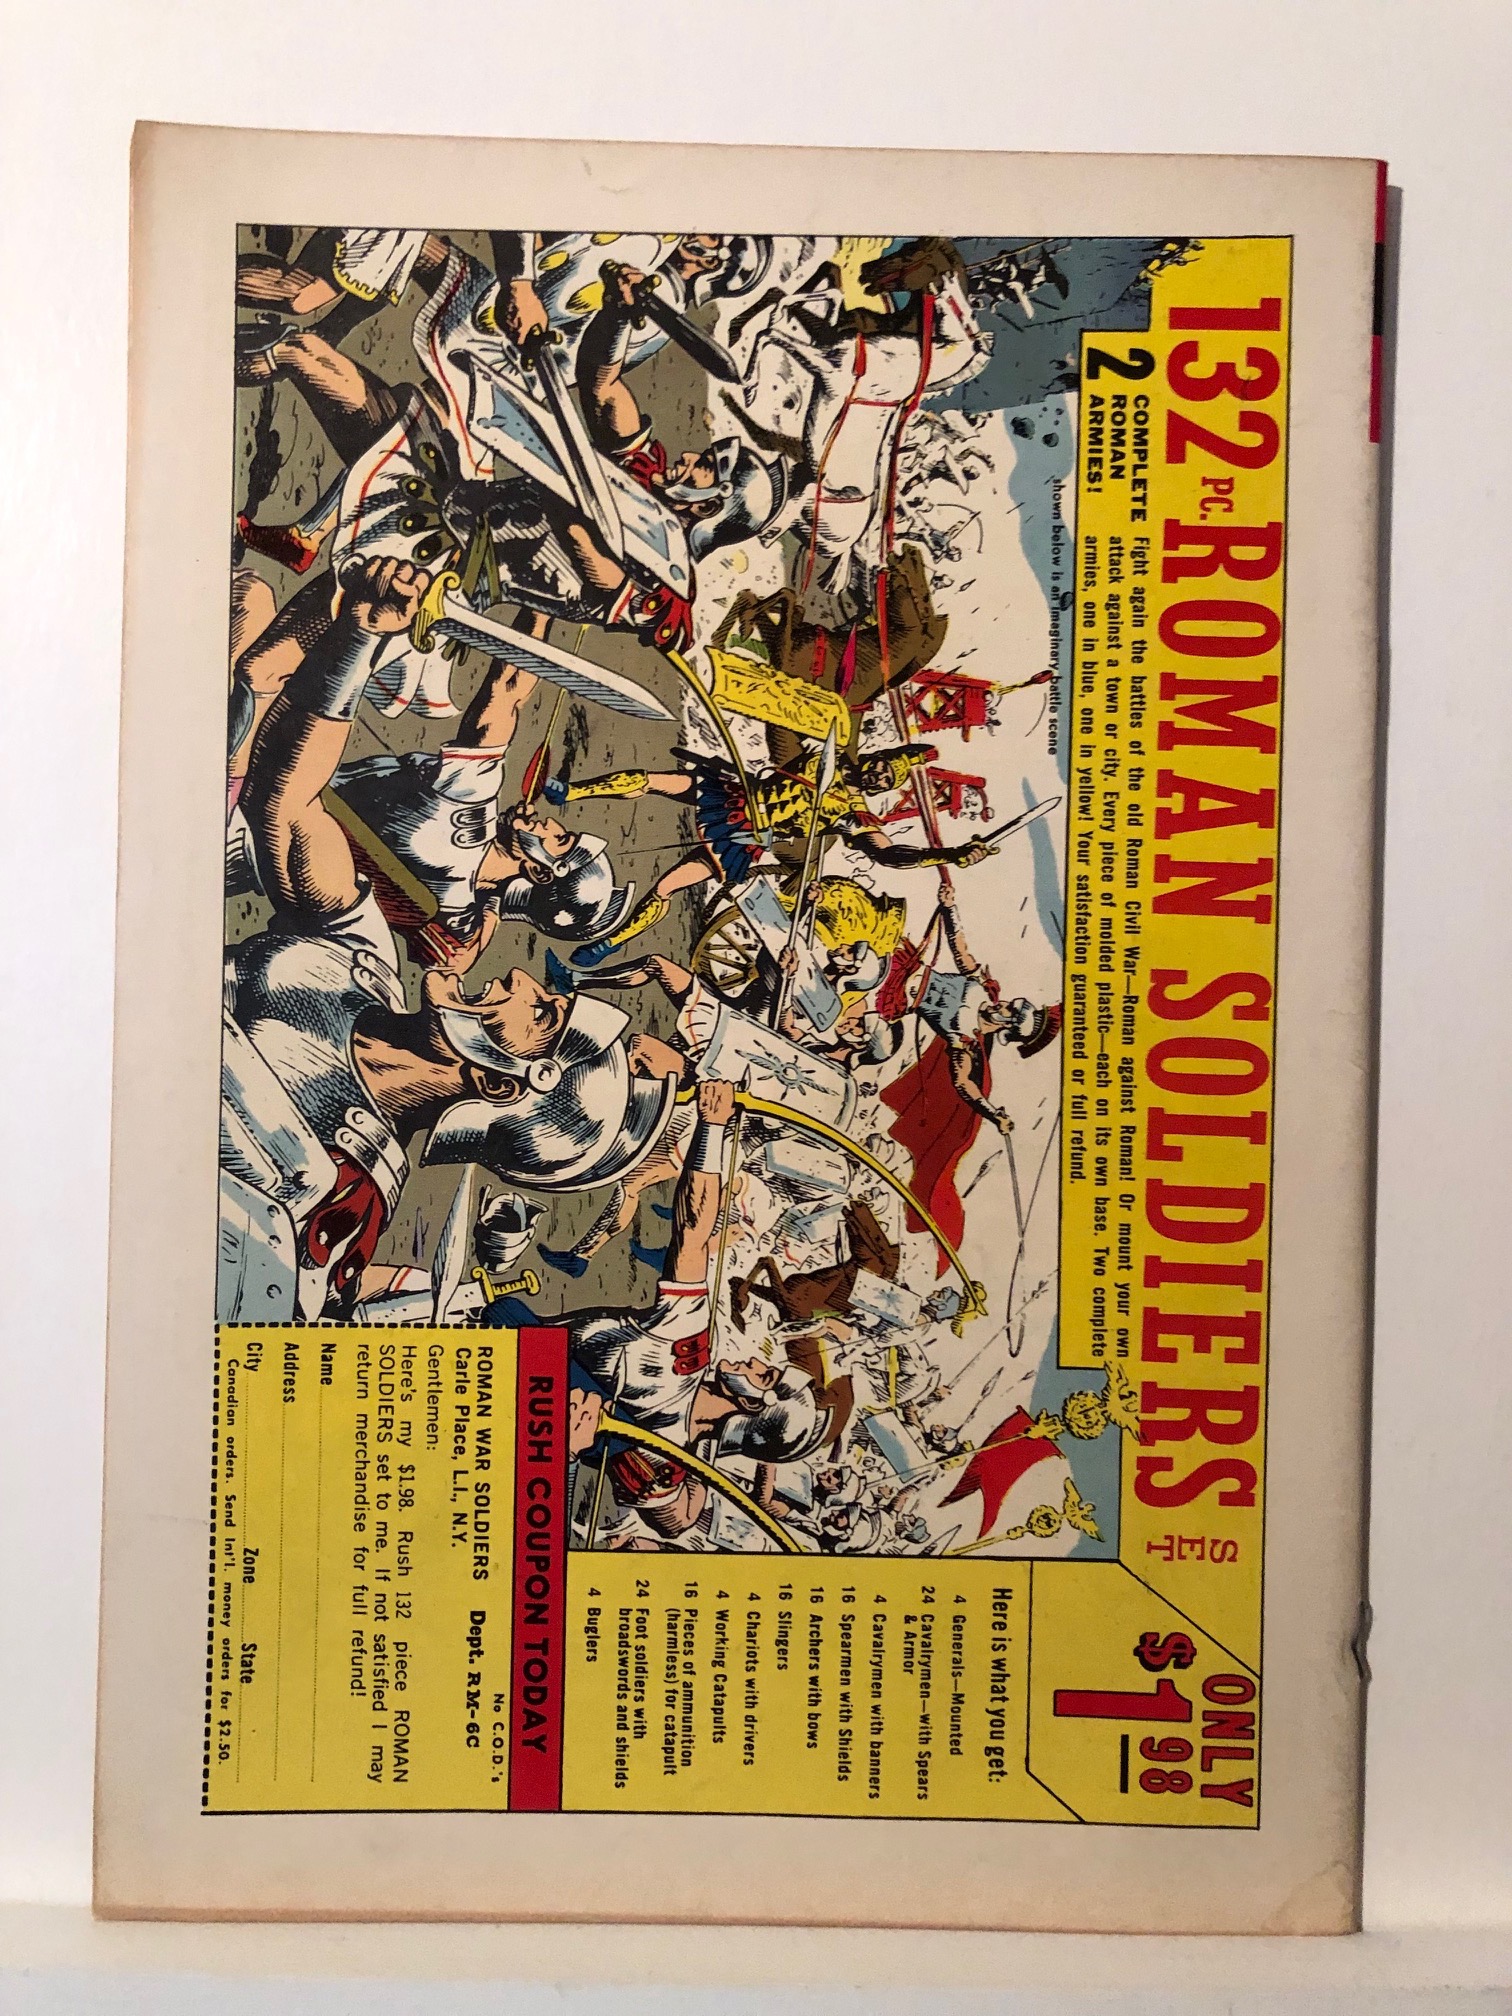 132 PC. ROMAN SOLDIERS SET
ONLY
$1.98
2 COMPLETE
ROMAN
ARMIES!
Fight again the battles of the old Roman Civil War—Roman against Roman! Or mount your own
attack against a town or city. Every piece of molded plastic—each on its own base. Two complete
armies, one in blue, one in yellow! Your satisfaction guaranteed or full refund.
shown below is an imaginary battle scene
Here is what you get:
4 Generals—Mounted
24 Cavalrymen—with Spears
& Armor
4 Cavalrymen with banners
16 Spearmen with Shields
16 Archers with bows
16 Slingers
4 Chariots with drivers
4 Working Catapults
16 Pieces of ammunition
(harmless) for catapult
24 Foot soldiers with
broadswords and shields
4 Buglers
RUSH COUPON TODAY
No C.O.D.'s
ROMAN WAR SOLDIERS Dept. RM-6C
Carle Place, L.I., N.Y.
Gentlemen:
Here's my $1.98. Rush 132 piece ROMAN
SOLDIERS set to me. If not satisfied I may
return merchandise for full refund!
Name
Address
City Zone State
Canadian orders. Send Int'l. money orders for $2.50.